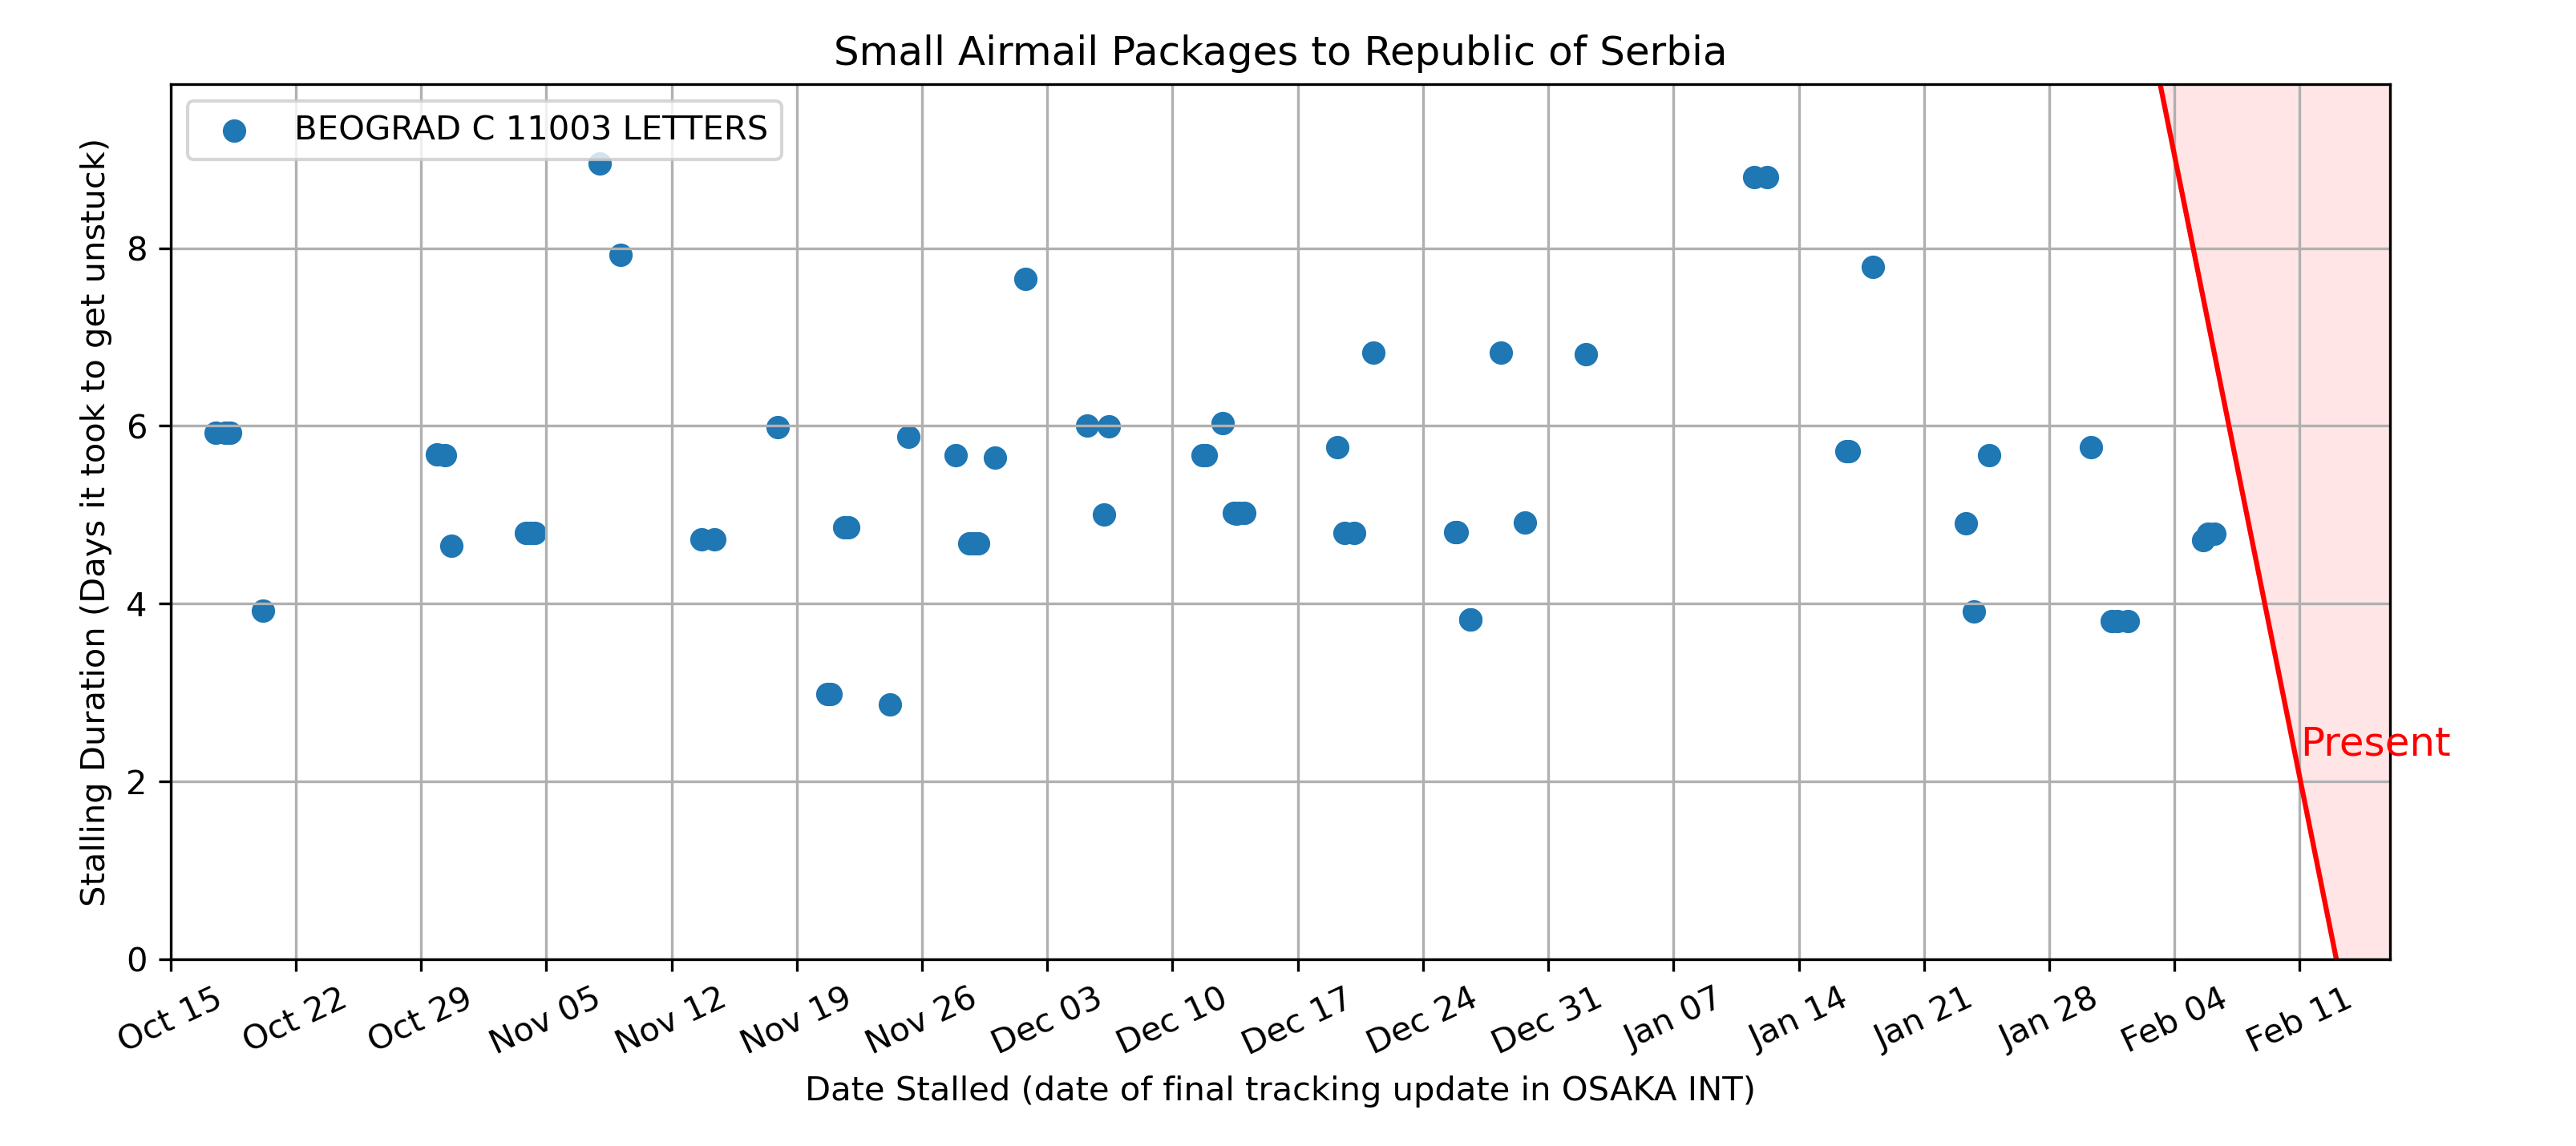 Small Airmail Packages to Republic of Serbia
BEOGRAD C 11003 LETTERS
Stalling Duration (Days it took to get unstuck)
8
6
4
2
0
Present
Oct 15
Oct 22
Oct 29
Nov 05
Nov 12
Nov 19
Nov 26
Dec 03
Dec 10
Dec 17
Dec 24
Dec 31
Jan 07
Jan 14
Jan 21
Jan 28
Feb 04
Feb 11
Date Stalled (date of final tracking update in OSAKA INT)